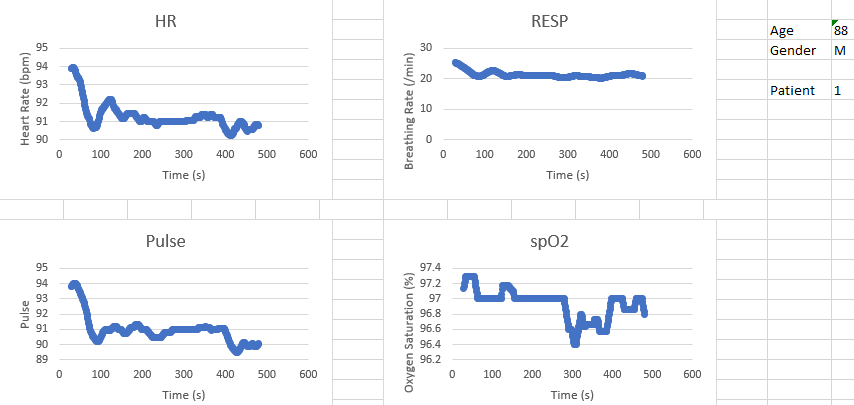 HR
Heart Rate (bpm)
95
94
93
92
91
90
0 100 200 300 400 500 600
Time (s)
RESP
Breathing Rate (/min)
30
20
10
0
0 100 200 300 400 500 600
Time (s)
Age 88
Gender M
Patient 1
Pulse
Pulse
95
94
93
92
91
90
89
0 100 200 300 400 500 600
Time (s)
spO2
Oxygen Saturation (%)
97.4
97.2
97
96.8
96.6
96.4
96.2
0 100 200 300 400 500 600
Time (s)